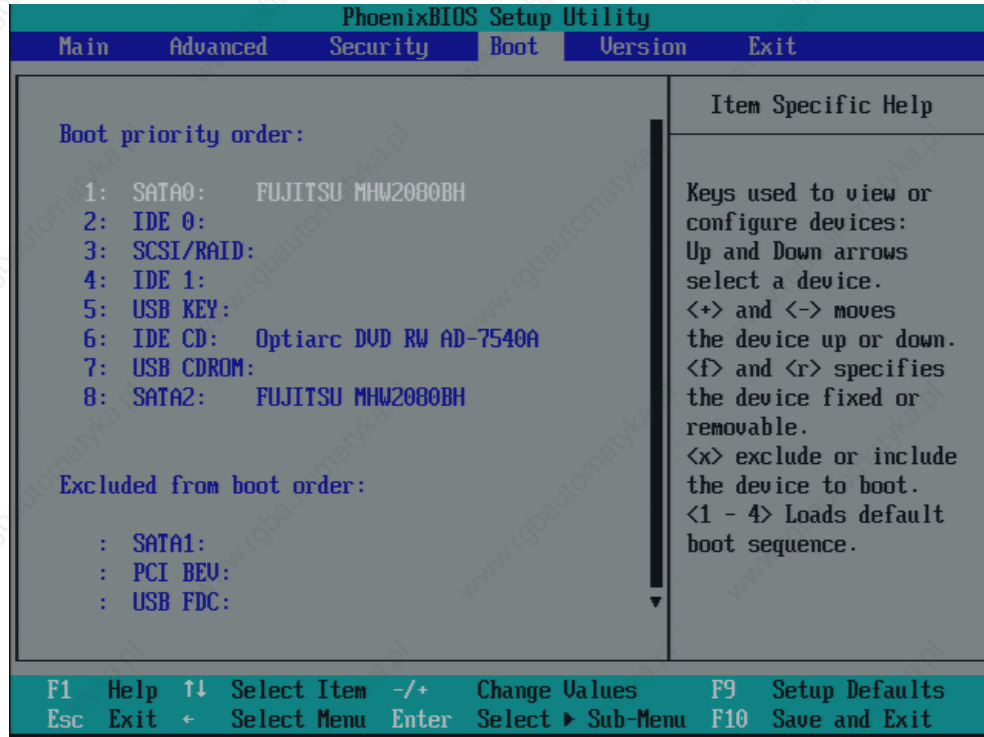 PhoenixBIOS Setup Utility
Main Advanced Security Boot Version Exit
Boot priority order:
1: SATA0: FUJITSU MHW2080BH
2: IDE 0:
3: SCSI/RAID:
4: IDE 1:
5: USB KEY:
6: IDE CD: Optiarc DVD RW AD-7540A
7: USB CDROM:
8: SATA2: FUJITSU MHW2080BH
Excluded from boot order:
: SATA1:
: PCI BEV:
: USB FDC:
Item Specific Help
Keys used to view or
configure devices:
Up and Down arrows
select a device.
<+> and <-> moves
the device up or down.
<f> and <r> specifies
the device fixed or
removable.
<x> exclude or include
the device to boot.
<1 - 4> Loads default
boot sequence.
F1 Help ↑↓ Select Item -/+ Change Values F9 Setup Defaults
Esc Exit ← Select Menu Enter Select ▶ Sub-Menu F10 Save and Exit
www.rgbautomatyka.pl